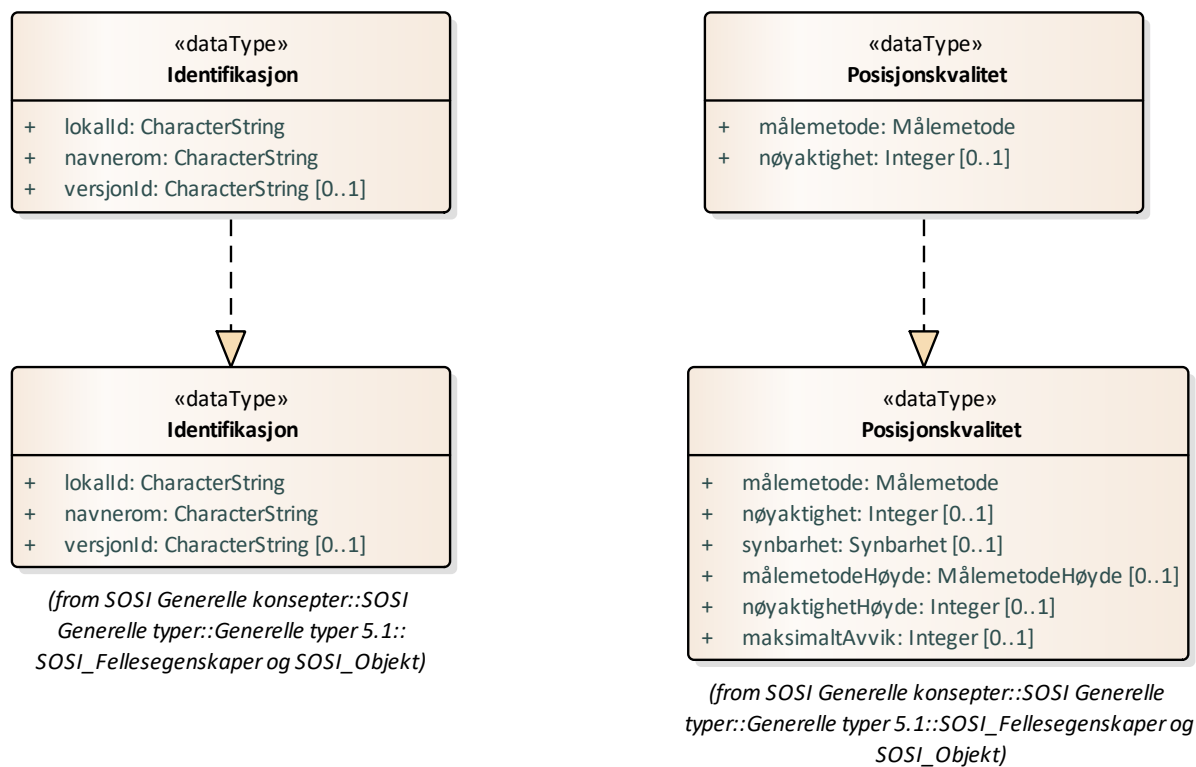 «dataType»
Identifikasjon
+ lokalId: CharacterString
+ navnerom: CharacterString
+ versjonId: CharacterString [0..1]
«dataType»
Posisjonskvalitet
+ målemetode: Målemetode
+ nøyaktighet: Integer [0..1]
«dataType»
Identifikasjon
+ lokalId: CharacterString
+ navnerom: CharacterString
+ versjonId: CharacterString [0..1]
(from SOSI Generelle konsepter::SOSI
Generelle typer::Generelle typer 5.1::
SOSI_Fellesegenskaper og SOSI_Objekt)
«dataType»
Posisjonskvalitet
+ målemetode: Målemetode
+ nøyaktighet: Integer [0..1]
+ synbarhet: Synbarhet [0..1]
+ målemetodeHøyde: MålemetodeHøyde [0..1]
+ nøyaktighetHøyde: Integer [0..1]
+ maksimaltAvvik: Integer [0..1]
(from SOSI Generelle konsepter::SOSI Generelle
typer::Generelle typer 5.1::SOSI_Fellesegenskaper og
SOSI_Objekt)